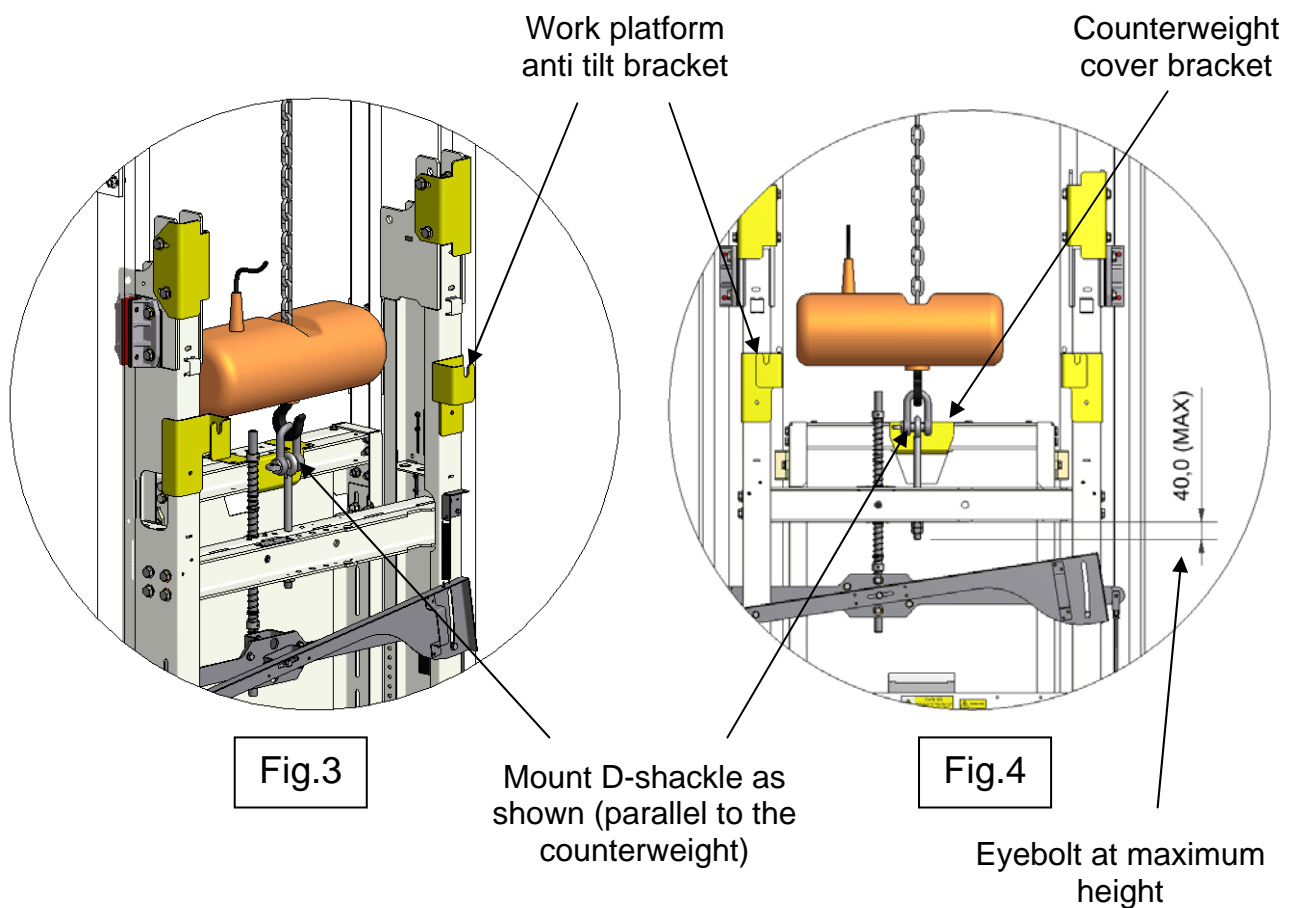 Work platform
anti tilt bracket
Counterweight
cover bracket
40,0 (MAX)
Fig.3
Mount D-shackle as
shown (parallel to the
counterweight)
Fig.4
Eyebolt at maximum
height